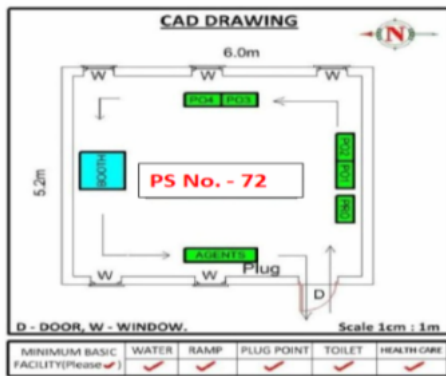 CAD DRAWING
N
6.0m
W W W
PO4 PO3
5.2m
BOOTH
PS No. - 72
PO2 PO1
PRO
AGENTS
Plug
W W
D
D - DOOR, W - WINDOW. Scale 1cm : 1m
MINIMUM BASIC FACILITY(Please ✓) WATER RAMP PLUG POINT TOILET HEALTH CARE
✓ ✓ ✓ ✓ ✓